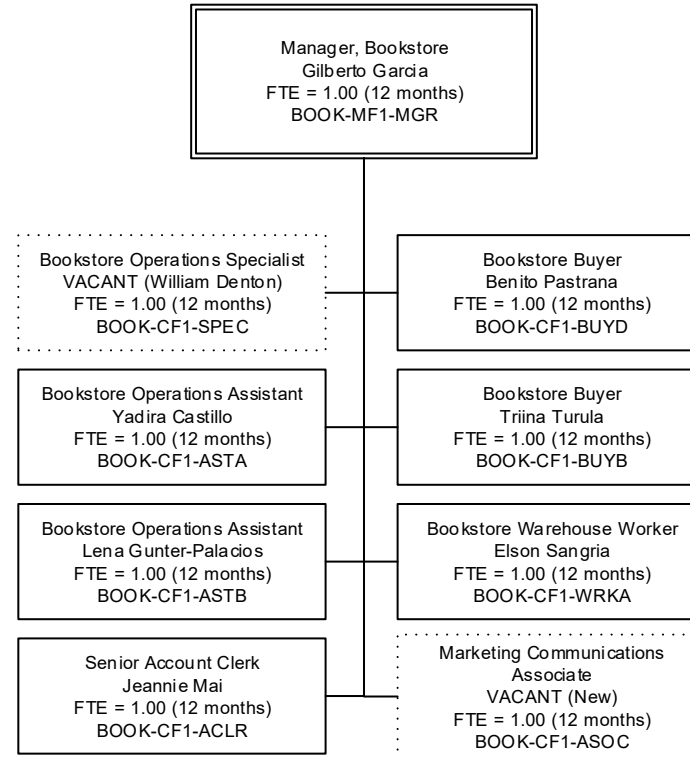 Manager, Bookstore
Gilberto Garcia
FTE = 1.00 (12 months)
BOOK-MF1-MGR
Bookstore Operations Specialist
VACANT (William Denton)
FTE = 1.00 (12 months)
BOOK-CF1-SPEC
Bookstore Buyer
Benito Pastrana
FTE = 1.00 (12 months)
BOOK-CF1-BUYD
Bookstore Operations Assistant
Yadira Castillo
FTE = 1.00 (12 months)
BOOK-CF1-ASTA
Bookstore Buyer
Triina Turula
FTE = 1.00 (12 months)
BOOK-CF1-BUYB
Bookstore Operations Assistant
Lena Gunter-Palacios
FTE = 1.00 (12 months)
BOOK-CF1-ASTB
Bookstore Warehouse Worker
Elson Sangria
FTE = 1.00 (12 months)
BOOK-CF1-WRKA
Senior Account Clerk
Jeannie Mai
FTE = 1.00 (12 months)
BOOK-CF1-ACLR
Marketing Communications
Associate
VACANT (New)
FTE = 1.00 (12 months)
BOOK-CF1-ASOC